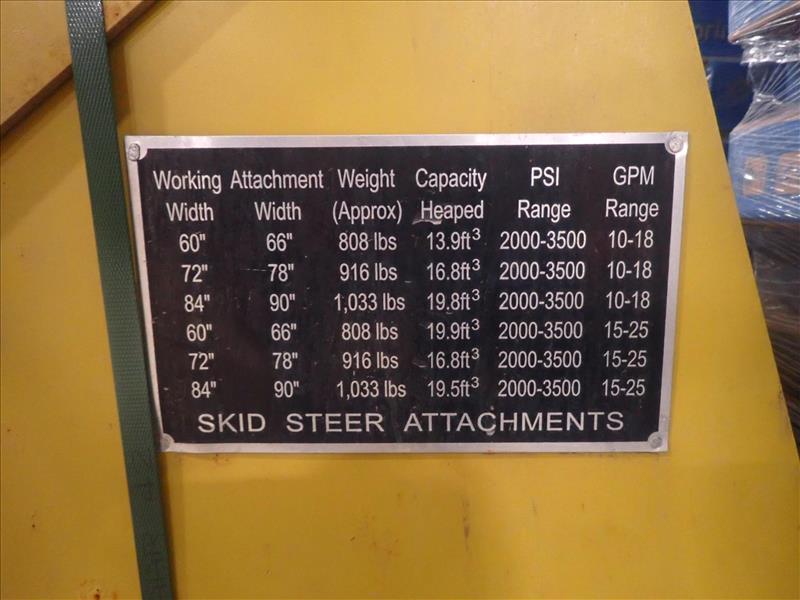 Working Attachment Weight Capacity PSI GPM
Width Width (Approx) Heaped Range Range
60" 66" 808 lbs 13.9ft³ 2000-3500 10-18
72" 78" 916 lbs 16.8ft³ 2000-3500 10-18
84" 90" 1,033 lbs 19.8ft³ 2000-3500 10-18
60" 66" 808 lbs 19.9ft³ 2000-3500 15-25
72" 78" 916 lbs 16.8ft³ 2000-3500 15-25
84" 90" 1,033 lbs 19.5ft³ 2000-3500 15-25
SKID STEER ATTACHMENTS